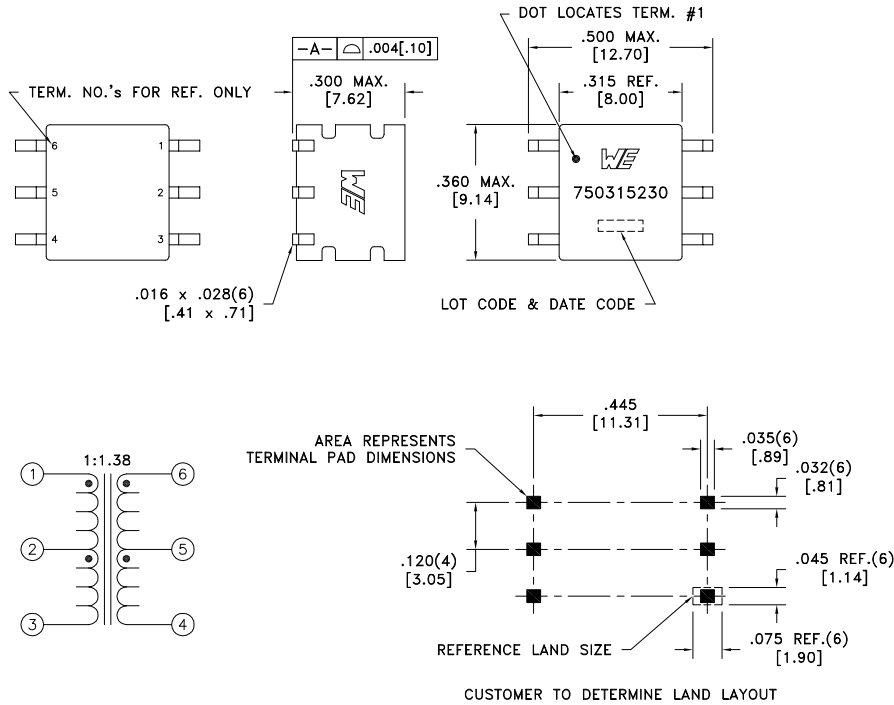 DOT LOCATES TERM. #1
-A- .004[.10]
.500 MAX.
[12.70]
.300 MAX.
[7.62]
.315 REF.
[8.00]
TERM. NO.'s FOR REF. ONLY
6 1
5 2
4 3
WE
WE
750315230
.360 MAX.
[9.14]
.016 x .028(6)
[.41 x .71]
LOT CODE & DATE CODE
1:1.38
1 6
2 5
3 4
.445
[11.31]
AREA REPRESENTS
TERMINAL PAD DIMENSIONS
.035(6)
[.89]
.032(6)
[.81]
.120(4)
[3.05]
.045 REF.(6)
[1.14]
REFERENCE LAND SIZE
.075 REF.(6)
[1.90]
CUSTOMER TO DETERMINE LAND LAYOUT